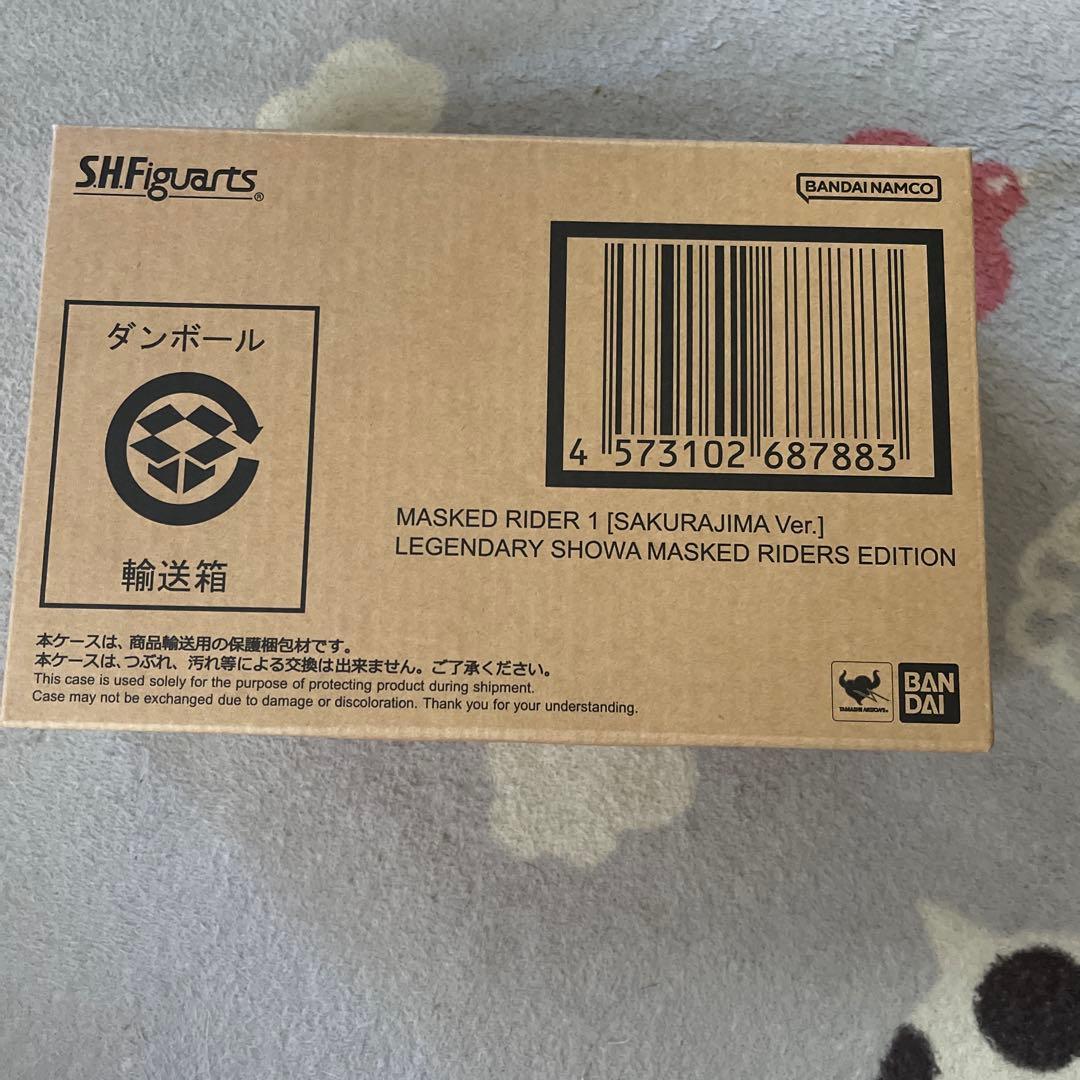 S.H.Figuarts®
BANDAI NAMCO
ダンボール
輸送箱
4 573102 687883
MASKED RIDER 1 [SAKURAJIMA Ver.]
LEGENDARY SHOWA MASKED RIDERS EDITION
本ケースは、商品輸送用の保護梱包材です。
本ケースは、つぶれ、汚れ等による交換は出来ません。ご了承ください。
This case is used solely for the purpose of protecting product during shipment.
Case may not be exchanged due to damage or discoloration. Thank you for your understanding.
TAMASHII NATIONS
BAN
DAI